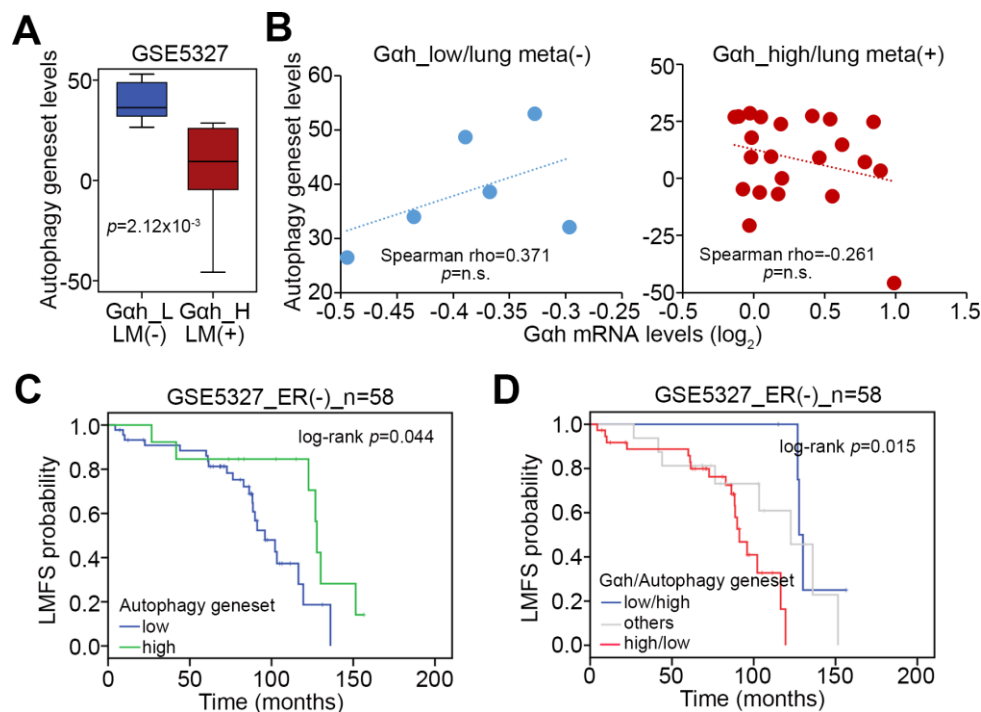 A
GSE5327
Autophagy geneset levels
50
0
-50
p=2.12x10-3
Gαh_L
LM(-)
Gαh_H
LM(+)
B
Gαh_low/lung meta(-)
Autophagy geneset levels
60
50
40
30
20
Spearman rho=0.371
p=n.s.
-0.5
-0.45
-0.4
-0.35
-0.3
-0.25
Gαh_high/lung meta(+)
50
25
0
-25
-50
Spearman rho=-0.261
p=n.s.
0.0
0.5
1.0
1.5
Gαh mRNA levels (log2)
C
GSE5327_ER(-)_n=58
log-rank p=0.044
LMFS probability
1.0
0.8
0.6
0.4
0.2
0.0
Autophagy geneset
low
high
0
50
100
150
200
Time (months)
D
GSE5327_ER(-)_n=58
log-rank p=0.015
LMFS probability
1.0
0.8
0.6
0.4
0.2
0.0
Gαh/Autophagy geneset
low/high
others
high/low
0
50
100
150
200
Time (months)